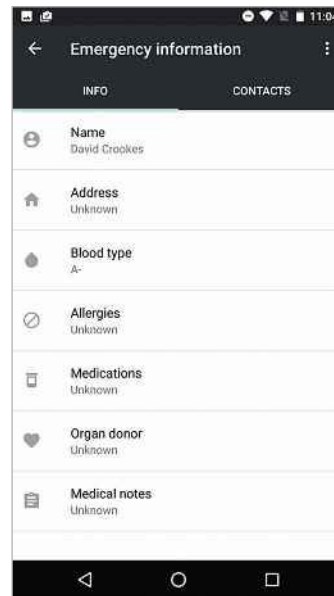 11:04
Emergency information
INFO
CONTACTS
Name
David Crookes
Address
Unknown
Blood type
A-
Allergies
Unknown
Medications
Unknown
Organ donor
Unknown
Medical notes
Unknown